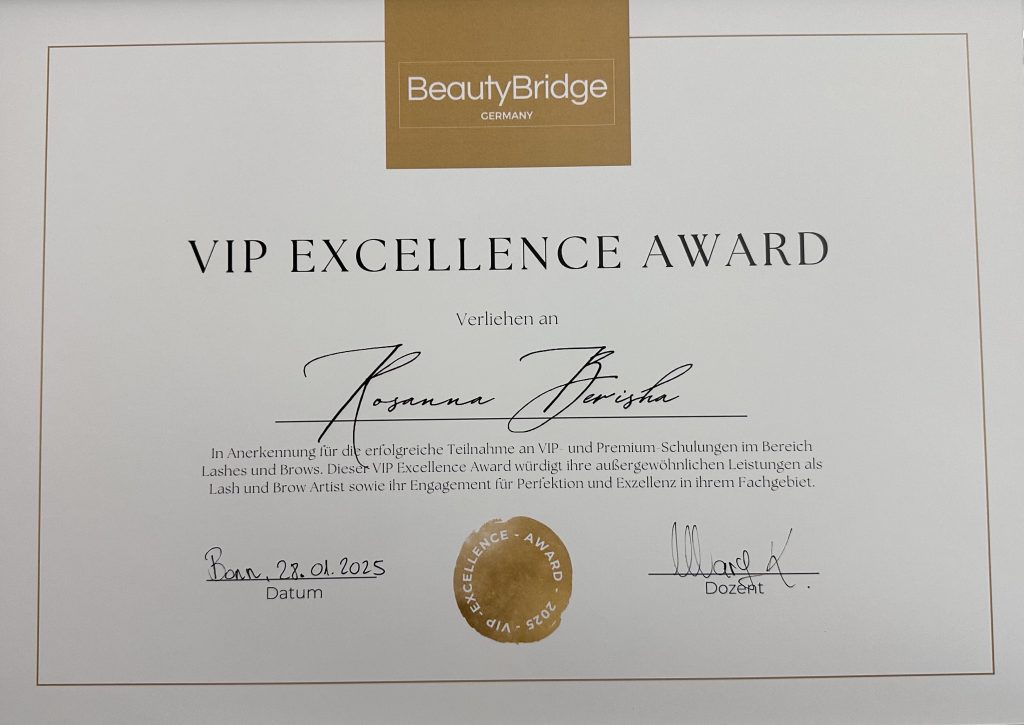 BeautyBridge
GERMANY
VIP EXCELLENCE AWARD
Verliehen an
Rosanna Berisha
In Anerkennung für die erfolgreiche Teilnahme an VIP- und Premium-Schulungen im Bereich
Lashes und Brows. Dieser VIP Excellence Award würdigt ihre außergewöhnlichen Leistungen als
Lash und Brow Artist sowie ihr Engagement für Perfektion und Exzellenz in ihrem Fachgebiet.
Bonn, 28.01.2025
Datum
VIP - EXCELLENCE - AWARD - 2025 -
K.
Dozent